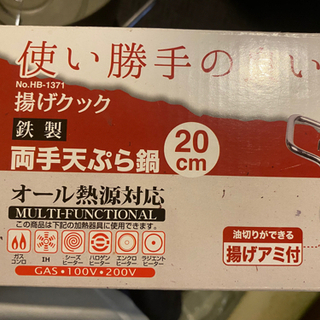 使い勝手の
No.HB-1371
揚げクック
鉄製
両手天ぷら鍋
20cm
オール熱源対応
MULTI-FUNCTIONAL
この商品は下記の加熱器具に使用できます。
ガスコンロ
IH
シーズヒーター
ハロゲンヒーター
エンクロヒーター
ラジエントヒーター
GAS・100V・200V
油切りができる
揚げアミ付